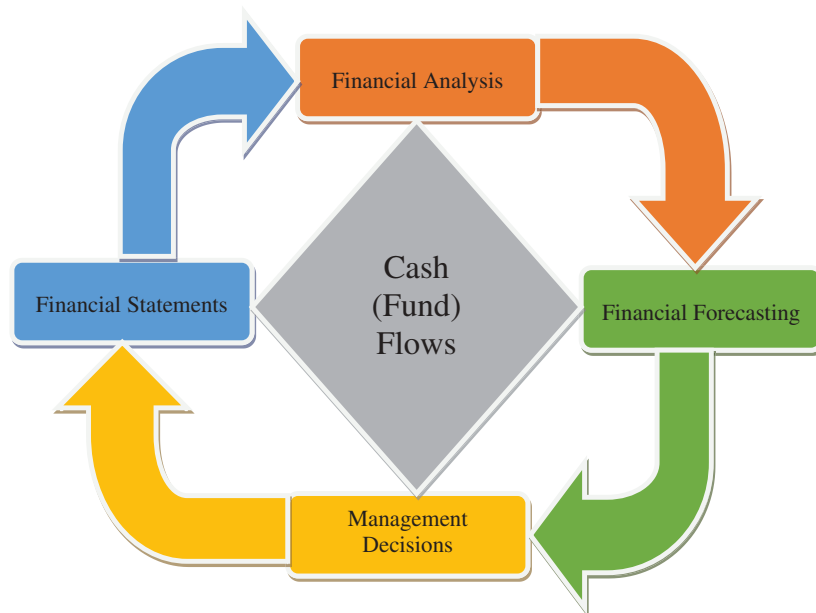 Financial Analysis
Financial Statements
Cash
(Fund)
Flows
Financial Forecasting
Management
Decisions